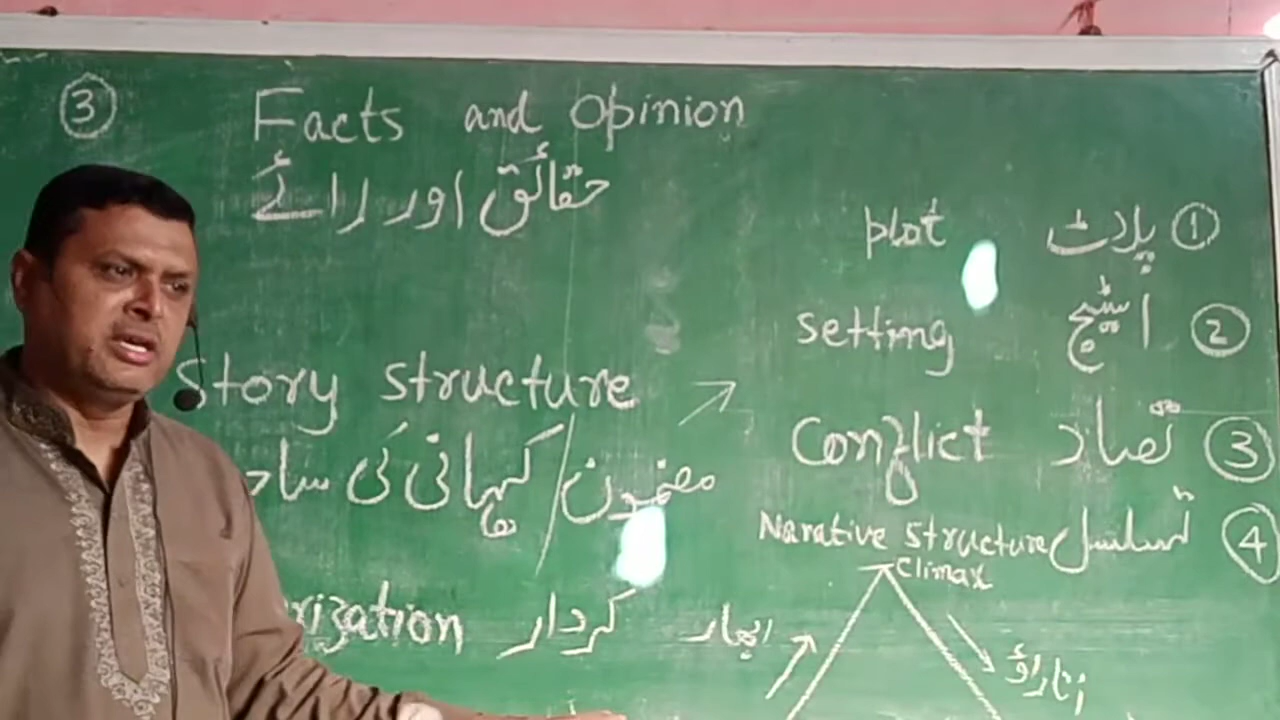 ③ Facts and Opinion
حقائق اور رائے
plot پلاٹ ①
setting اسٹیج ②
Story structure
مضمون / کہانی کی
Conflict تضاد ③
Narative Structure تسلسل ④
Climax
rization کردار ابھار
اتاراؤ